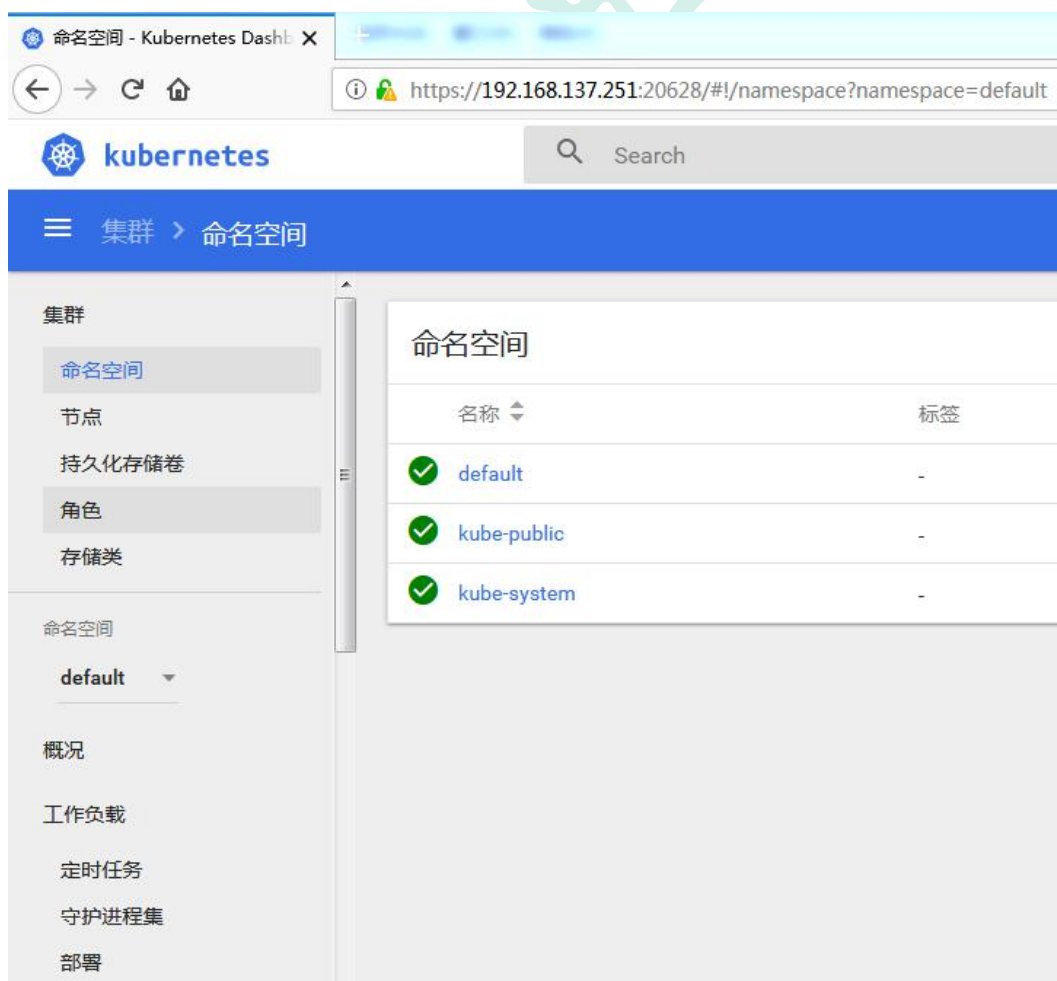 命名空间 - Kubernetes Dashb
https://192.168.137.251:20628/#!/namespace?namespace=default
kubernetes
Search
集群 > 命名空间
集群
命名空间
节点
持久化存储卷
角色
存储类
命名空间
default
概况
工作负载
定时任务
守护进程集
部署
命名空间
名称 标签
default -
kube-public -
kube-system -